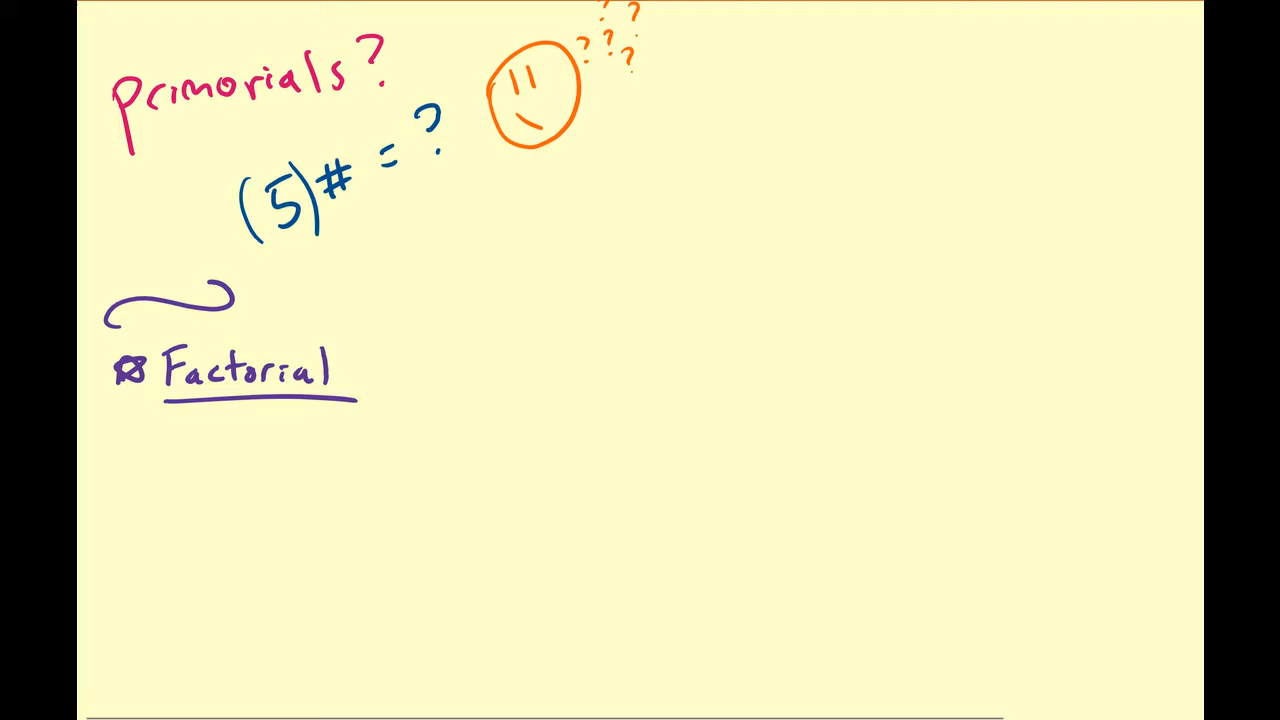 Primorials?
(5)# = ?
? ? ? ? ?
Factorial